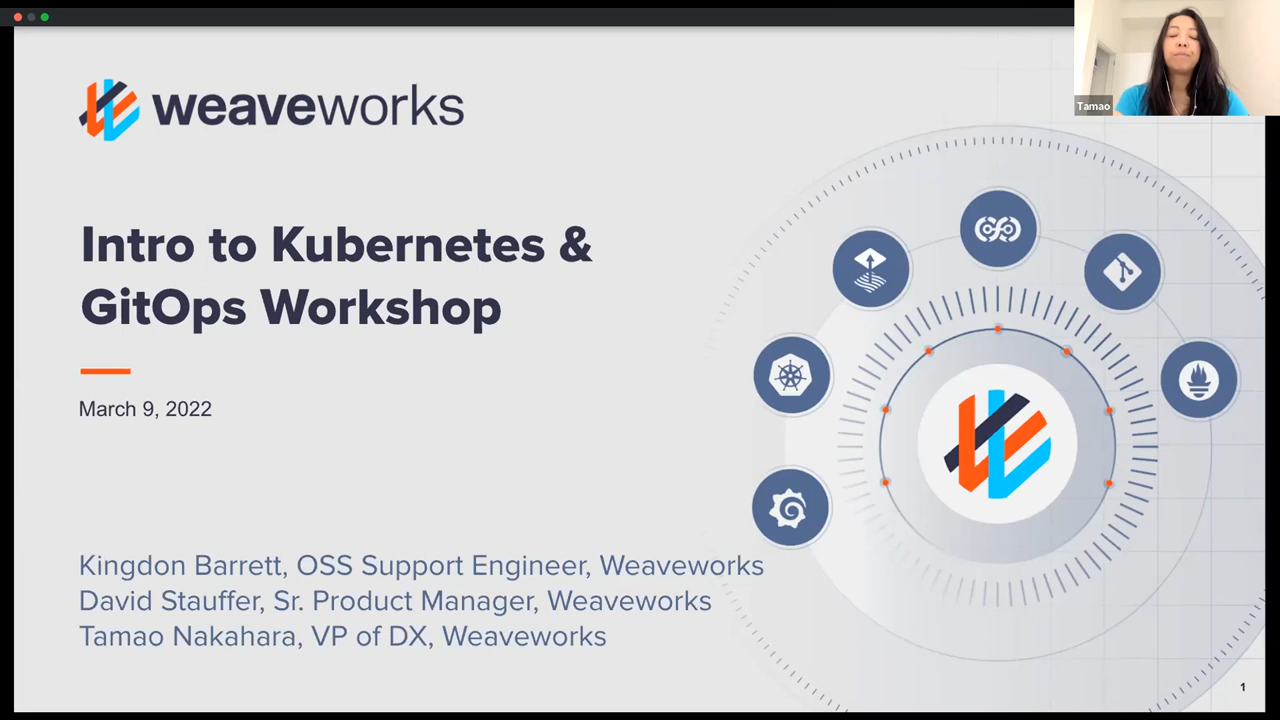 weaveworks
Tamao
Intro to Kubernetes &
GitOps Workshop
March 9, 2022
Kingdon Barrett, OSS Support Engineer, Weaveworks
David Stauffer, Sr. Product Manager, Weaveworks
Tamao Nakahara, VP of DX, Weaveworks
1